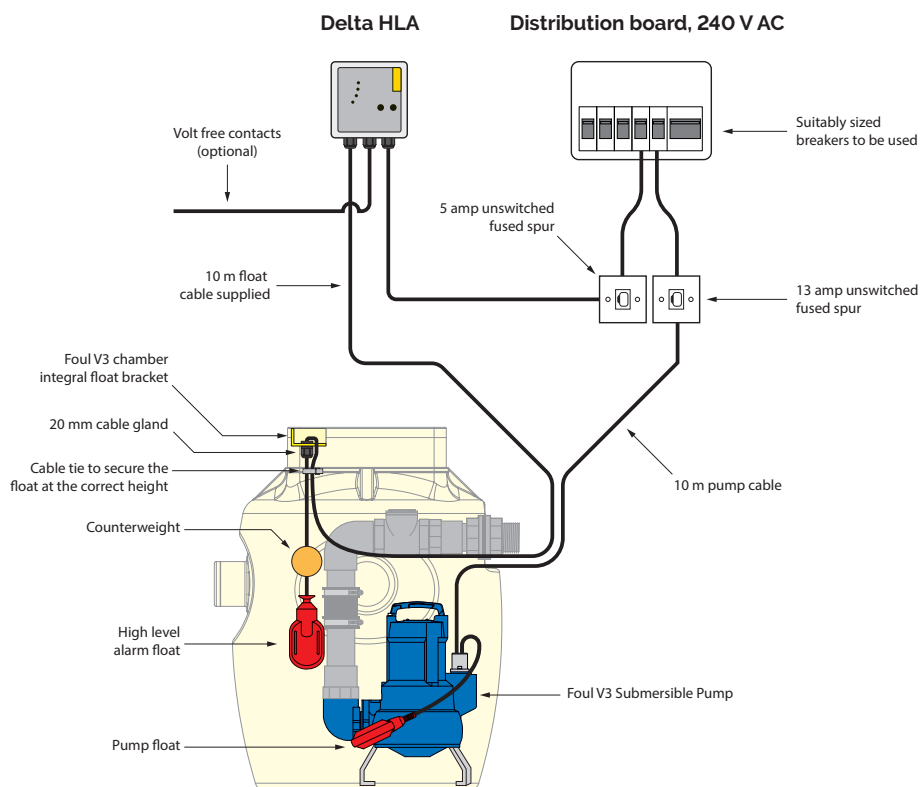 Delta HLA
Distribution board, 240 V AC
Volt free contacts
(optional)
Suitably sized
breakers to be used
5 amp unswitched
fused spur
10 m float
cable supplied
13 amp unswitched
fused spur
Foul V3 chamber
integral float bracket
20 mm cable gland
Cable tie to secure the
float at the correct height
10 m pump cable
Counterweight
High level
alarm float
Foul V3 Submersible Pump
Pump float